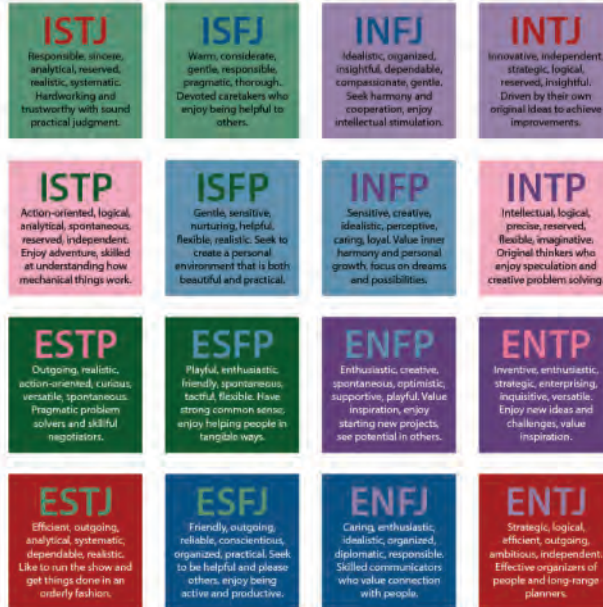 ISTJ
Responsible, sincere,
analytical, reserved,
realistic, systematic.
Hardworking and
trustworthy with sound
practical judgment.
ISFJ
Warm, considerate,
gentle, responsible,
pragmatic, thorough.
Devoted caretakers who
enjoy being helpful to
others.
INFJ
Idealistic, organized,
insightful, dependable,
compassionate, gentle.
Seek harmony and
cooperation, enjoy
intellectual stimulation.
INTJ
Innovative, independent,
strategic, logical,
reserved, insightful.
Driven by their own
original ideas to achieve
improvements.
ISTP
Action-oriented, logical,
analytical, spontaneous,
reserved, independent.
Enjoy adventure, skilled
at understanding how
mechanical things work.
ISFP
Gentle, sensitive,
nurturing, helpful,
flexible, realistic. Seek to
create a personal
environment that is both
beautiful and practical.
INFP
Sensitive, creative,
idealistic, perceptive,
caring, loyal. Value inner
harmony and personal
growth, focus on dreams
and possibilities.
INTP
Intellectual, logical,
precise, reserved,
flexible, imaginative.
Original thinkers who
enjoy speculation and
creative problem solving.
ESTP
Outgoing, realistic,
action-oriented, curious,
versatile, spontaneous.
Pragmatic problem
solvers and skillful
negotiators.
ESFP
Playful, enthusiastic,
friendly, spontaneous,
tactful, flexible. Have
strong common sense,
enjoy helping people in
tangible ways.
ENFP
Enthusiastic, creative,
spontaneous, optimistic,
supportive, playful. Value
inspiration, enjoy
starting new projects,
see potential in others.
ENTP
Inventive, enthusiastic,
strategic, enterprising,
inquisitive, versatile.
Enjoy new ideas and
challenges, value
inspiration.
ESTJ
Efficient, outgoing,
analytical, systematic,
dependable, realistic.
Like to run the show and
get things done in an
orderly fashion.
ESFJ
Friendly, outgoing,
reliable, conscientious,
organized, practical. Seek
to be helpful and please
others, enjoy being
active and productive.
ENFJ
Caring, enthusiastic,
idealistic, organized,
diplomatic, responsible.
Skilled communicators
who value connection
with people.
ENTJ
Strategic, logical,
efficient, outgoing,
ambitious, independent.
Effective organizers of
people and long-range
planners.